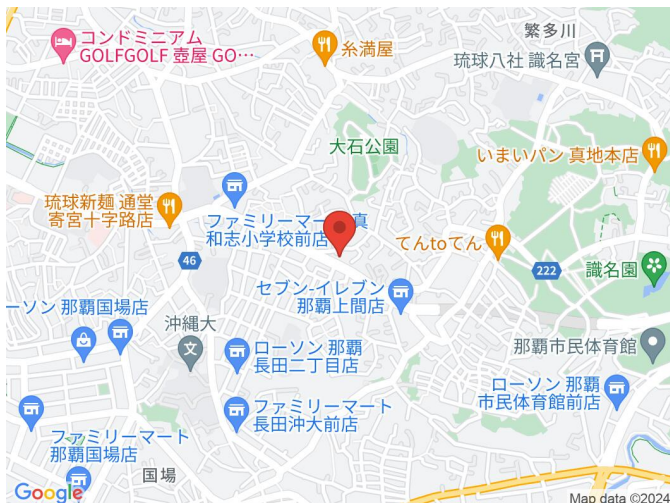 コンドミニアム
GOLFGOLF 壺屋 GO…
糸満屋
繁多川
琉球八社 識名宮
大石公園
いまいパン 真地本店
琉球新麺 通堂
寄宮十字路店
ファミリーマート 真
和志小学校前店
てんtoてん
46
222
識名園
セブン-イレブン
那覇上間店
ーソン 那覇国場店
沖縄大
文
ローソン 那覇
長田二丁目店
那覇市民体育館
ローソン 那覇
市民体育館前店
ファミリーマート
長田沖大前店
ファミリーマート
那覇国場店
国場
Google
Map data ©2024